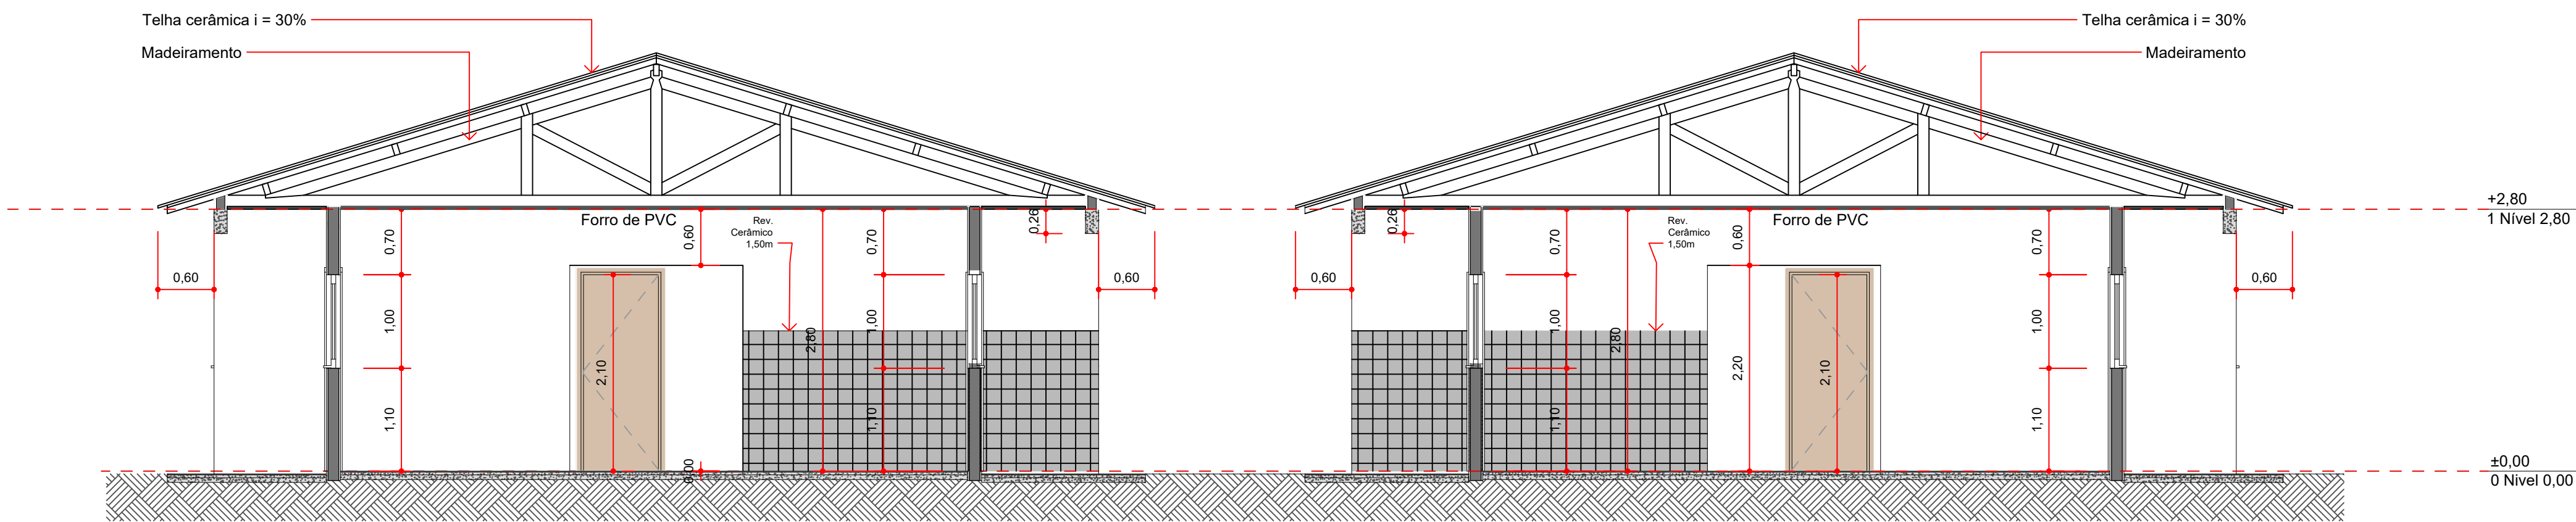 Telha cerâmica i = 30%
Madeiramento
Telha cerâmica i = 30%
Madeiramento
Forro de PVC
Rev.
Cerâmico
1,50m
0,70
0,60
0,70
0,26
0,60
0,60
1,00
1,00
2,80
2,10
1,10
1,10
0,00
Rev.
Cerâmico
1,50m
Forro de PVC
0,26
0,70
0,60
0,70
0,60
0,60
1,00
2,80
1,00
2,20
2,10
1,10
1,10
+2,80
1 Nível 2,80
±0,00
0 Nivel 0,00